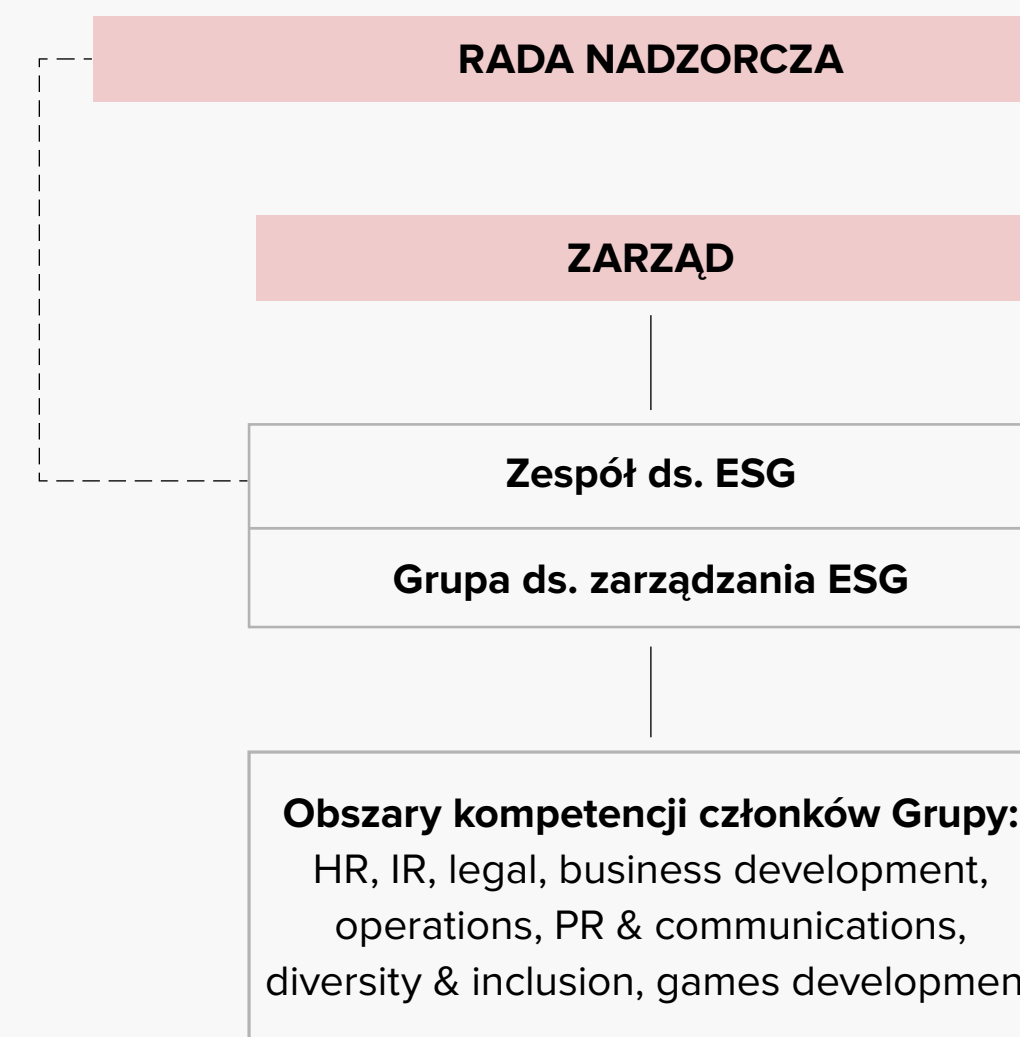 RADA NADZORCZA
ZARZĄD
Zespół ds. ESG
Grupa ds. zarządzania ESG
Obszary kompetencji członków Grupy:
HR, IR, legal, business development,
operations, PR & communications,
diversity & inclusion, games developmen